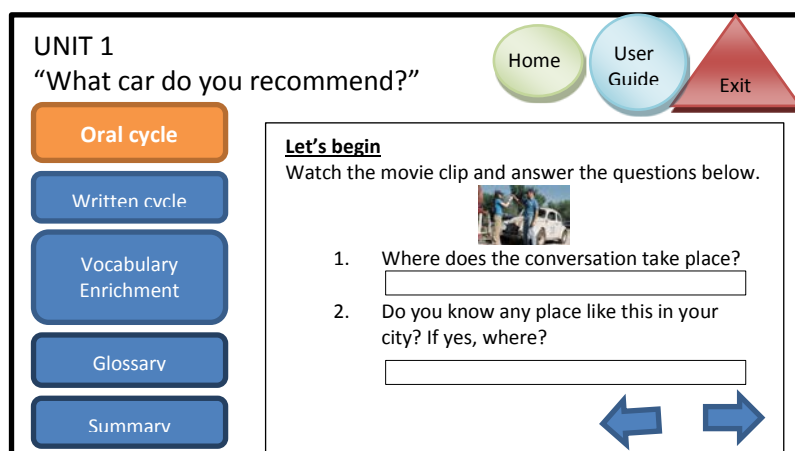 UNIT 1
“What car do you recommend?”
Home
User
Guide
Exit
Oral cycle
Written cycle
Vocabulary
Enrichment
Glossary
Summary
Let’s begin
Watch the movie clip and answer the questions below.
1. Where does the conversation take place?
2. Do you know any place like this in your
city? If yes, where?